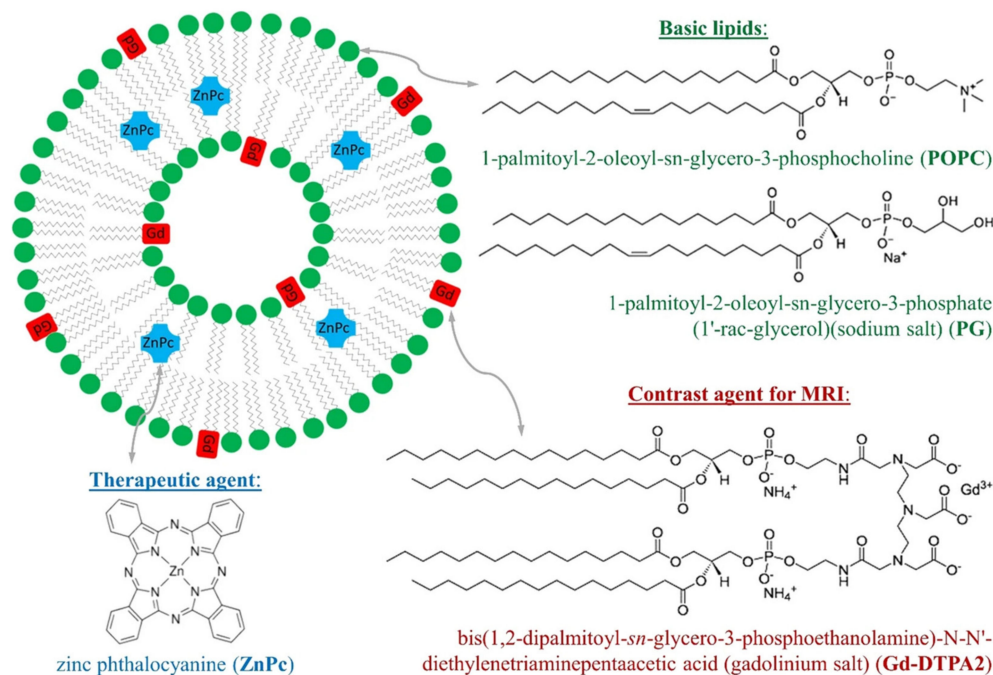 Basic lipids:
1-palmitoyl-2-oleoyl-sn-glycero-3-phosphocholine (POPC)
1-palmitoyl-2-oleoyl-sn-glycero-3-phosphate
(1'-rac-glycerol)(sodium salt) (PG)
Contrast agent for MRI:
bis(1,2-dipalmitoyl-sn-glycero-3-phosphoethanolamine)-N-N'-
diethylenetriaminepentaacetic acid (gadolinium salt) (Gd-DTPA2)
Therapeutic agent:
zinc phthalocyanine (ZnPc)
Gd
Gd
Gd
Gd
Gd
Gd
Gd
Gd
ZnPc
ZnPc
ZnPc
ZnPc
ZnPc
O
O
O
O
H
O
P
O
O⁻
O
N⁺
O
O
O
O
H
O
P
O
O⁻
Na⁺
O
OH
OH
O
O
O
O
H
O
P
O
O⁻
NH₄⁺
O
N
H
O
N
O
O⁻
Gd³⁺
N
O
O⁻
N
O
O⁻
O
O
O
O
H
O
P
O
O⁻
NH₄⁺
O
N
H
O
N
N
N
N
Zn
N
N
N
N